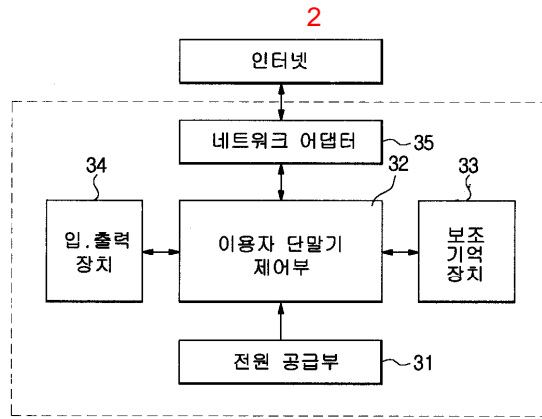 2
인터넷
네트워크 어댑터
35
34
32
33
입.출력
장치
이용자 단말기
제어부
보조
기억
장치
전원 공급부
31